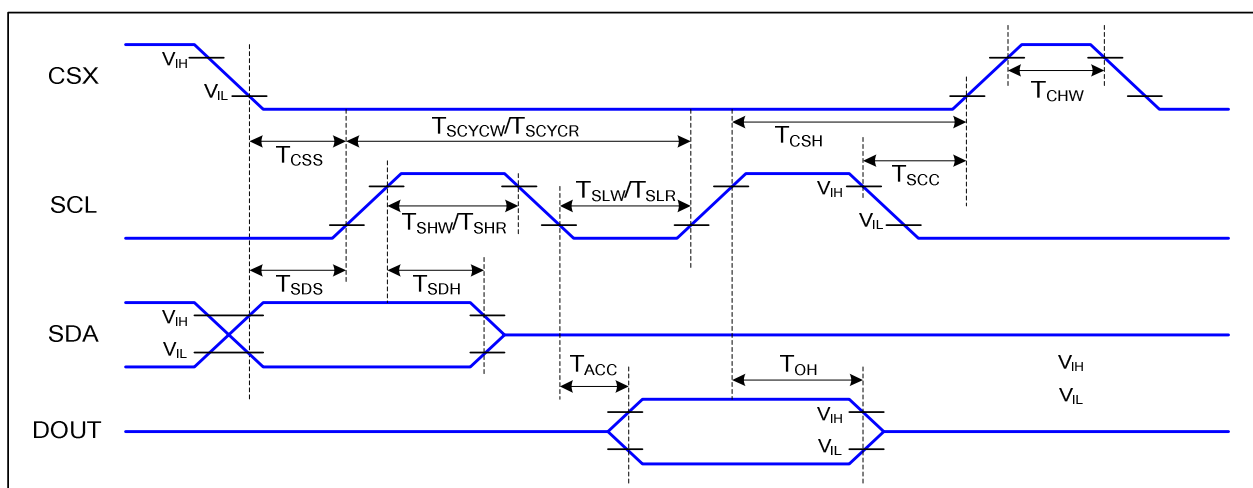 CSX
VIH
VIL
TCHW
TSCYCW/TSCYCR
TCSH
TCSS
TSCC
SCL
TSLW/TSLR
VIH
TSHW/TSHR
VIL
TSDS
TSDH
SDA
VIH
VIL
TACC
TOH
VIH
VIL
DOUT
VIH
VIL